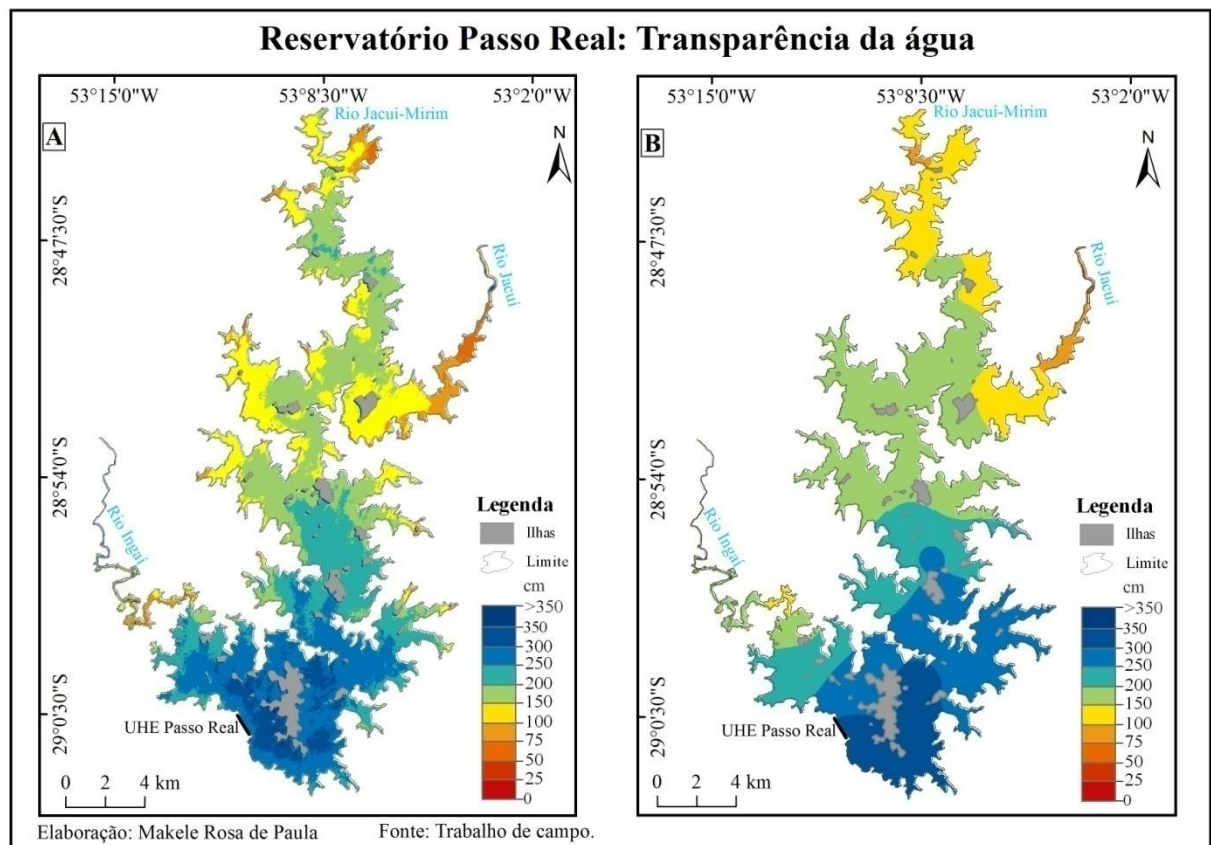 Reservatório Passo Real: Transparência da água
53°15'0"W 53°8'30"W 53°2'0"W
A
Rio Jacuí-Mirim
N
28°47'30"S
Rio Jacuí
28°54'0"S
Rio Ingaí
Legenda
Ilhas
Limite
cm
>350
350
300
250
200
150
100
75
50
25
0
29°0'30"S
UHE Passo Real
0 2 4 km
53°15'0"W 53°8'30"W 53°2'0"W
B
Rio Jacuí-Mirim
N
28°47'30"S
Rio Jacuí
28°54'0"S
Rio Ingaí
Legenda
Ilhas
Limite
cm
>350
350
300
250
200
150
100
75
50
25
0
29°0'30"S
UHE Passo Real
0 2 4 km
Elaboração: Makele Rosa de Paula Fonte: Trabalho de campo.